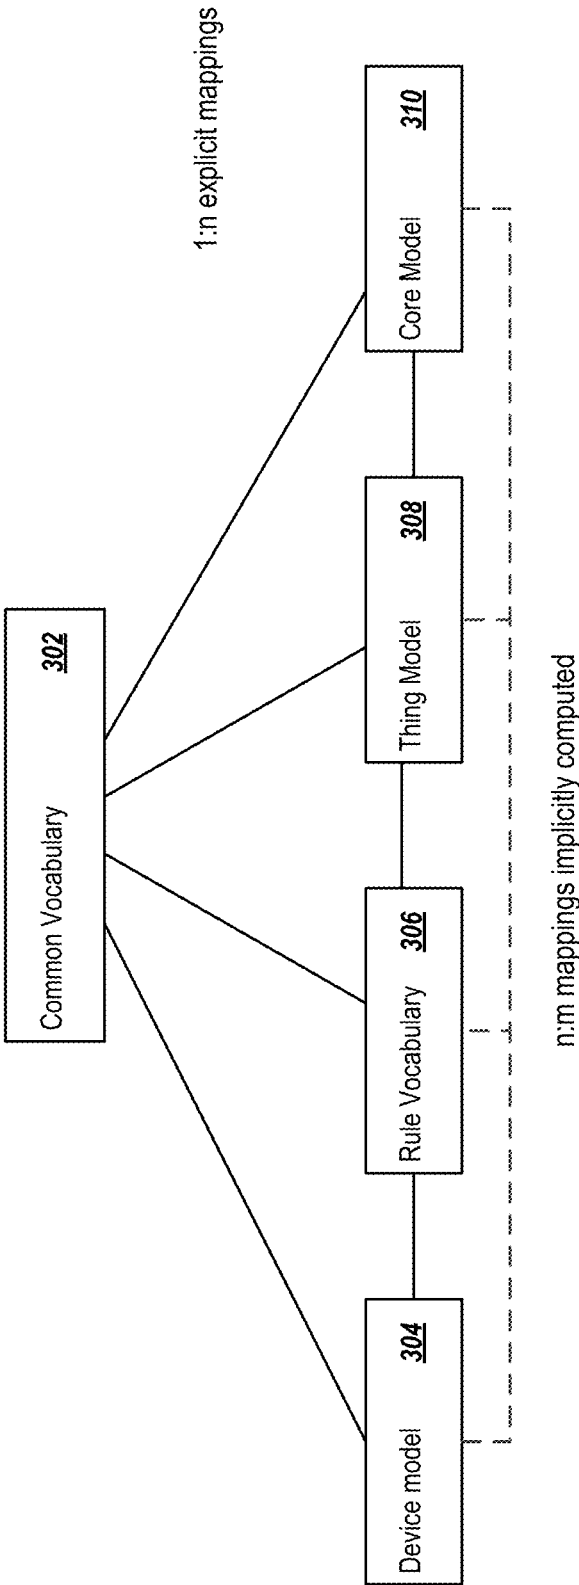 Common Vocabulary 302
1:n explicit mappings
Device model 304
Rule Vocabulary 306
Thing Model 308
Core Model 310
n:m mappings implicitly computed